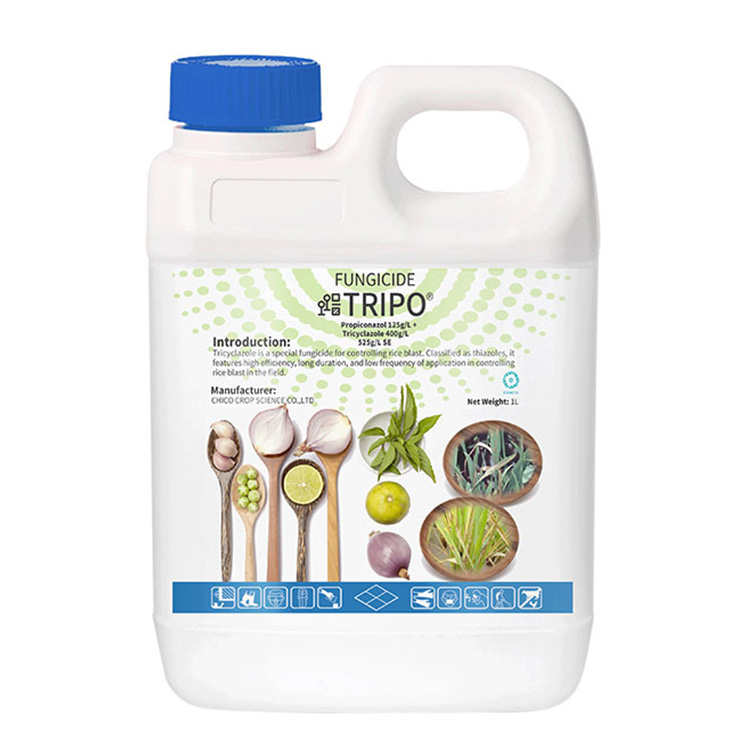 FUNGICIDE
TRIPO®
Propiconazol 125g/L +
Tricyclazole 400g/L
525g/L SE
Introduction:
Tricyclazole is a special fungicide for controlling rice blast. Classified as thiazoles, it
features high efficiency, long duration, and low frequency of application in controlling
rice blast in the field.
Manufacturer:
CHICO CROP SCIENCE CO.,LTD
Net Weight: 1L